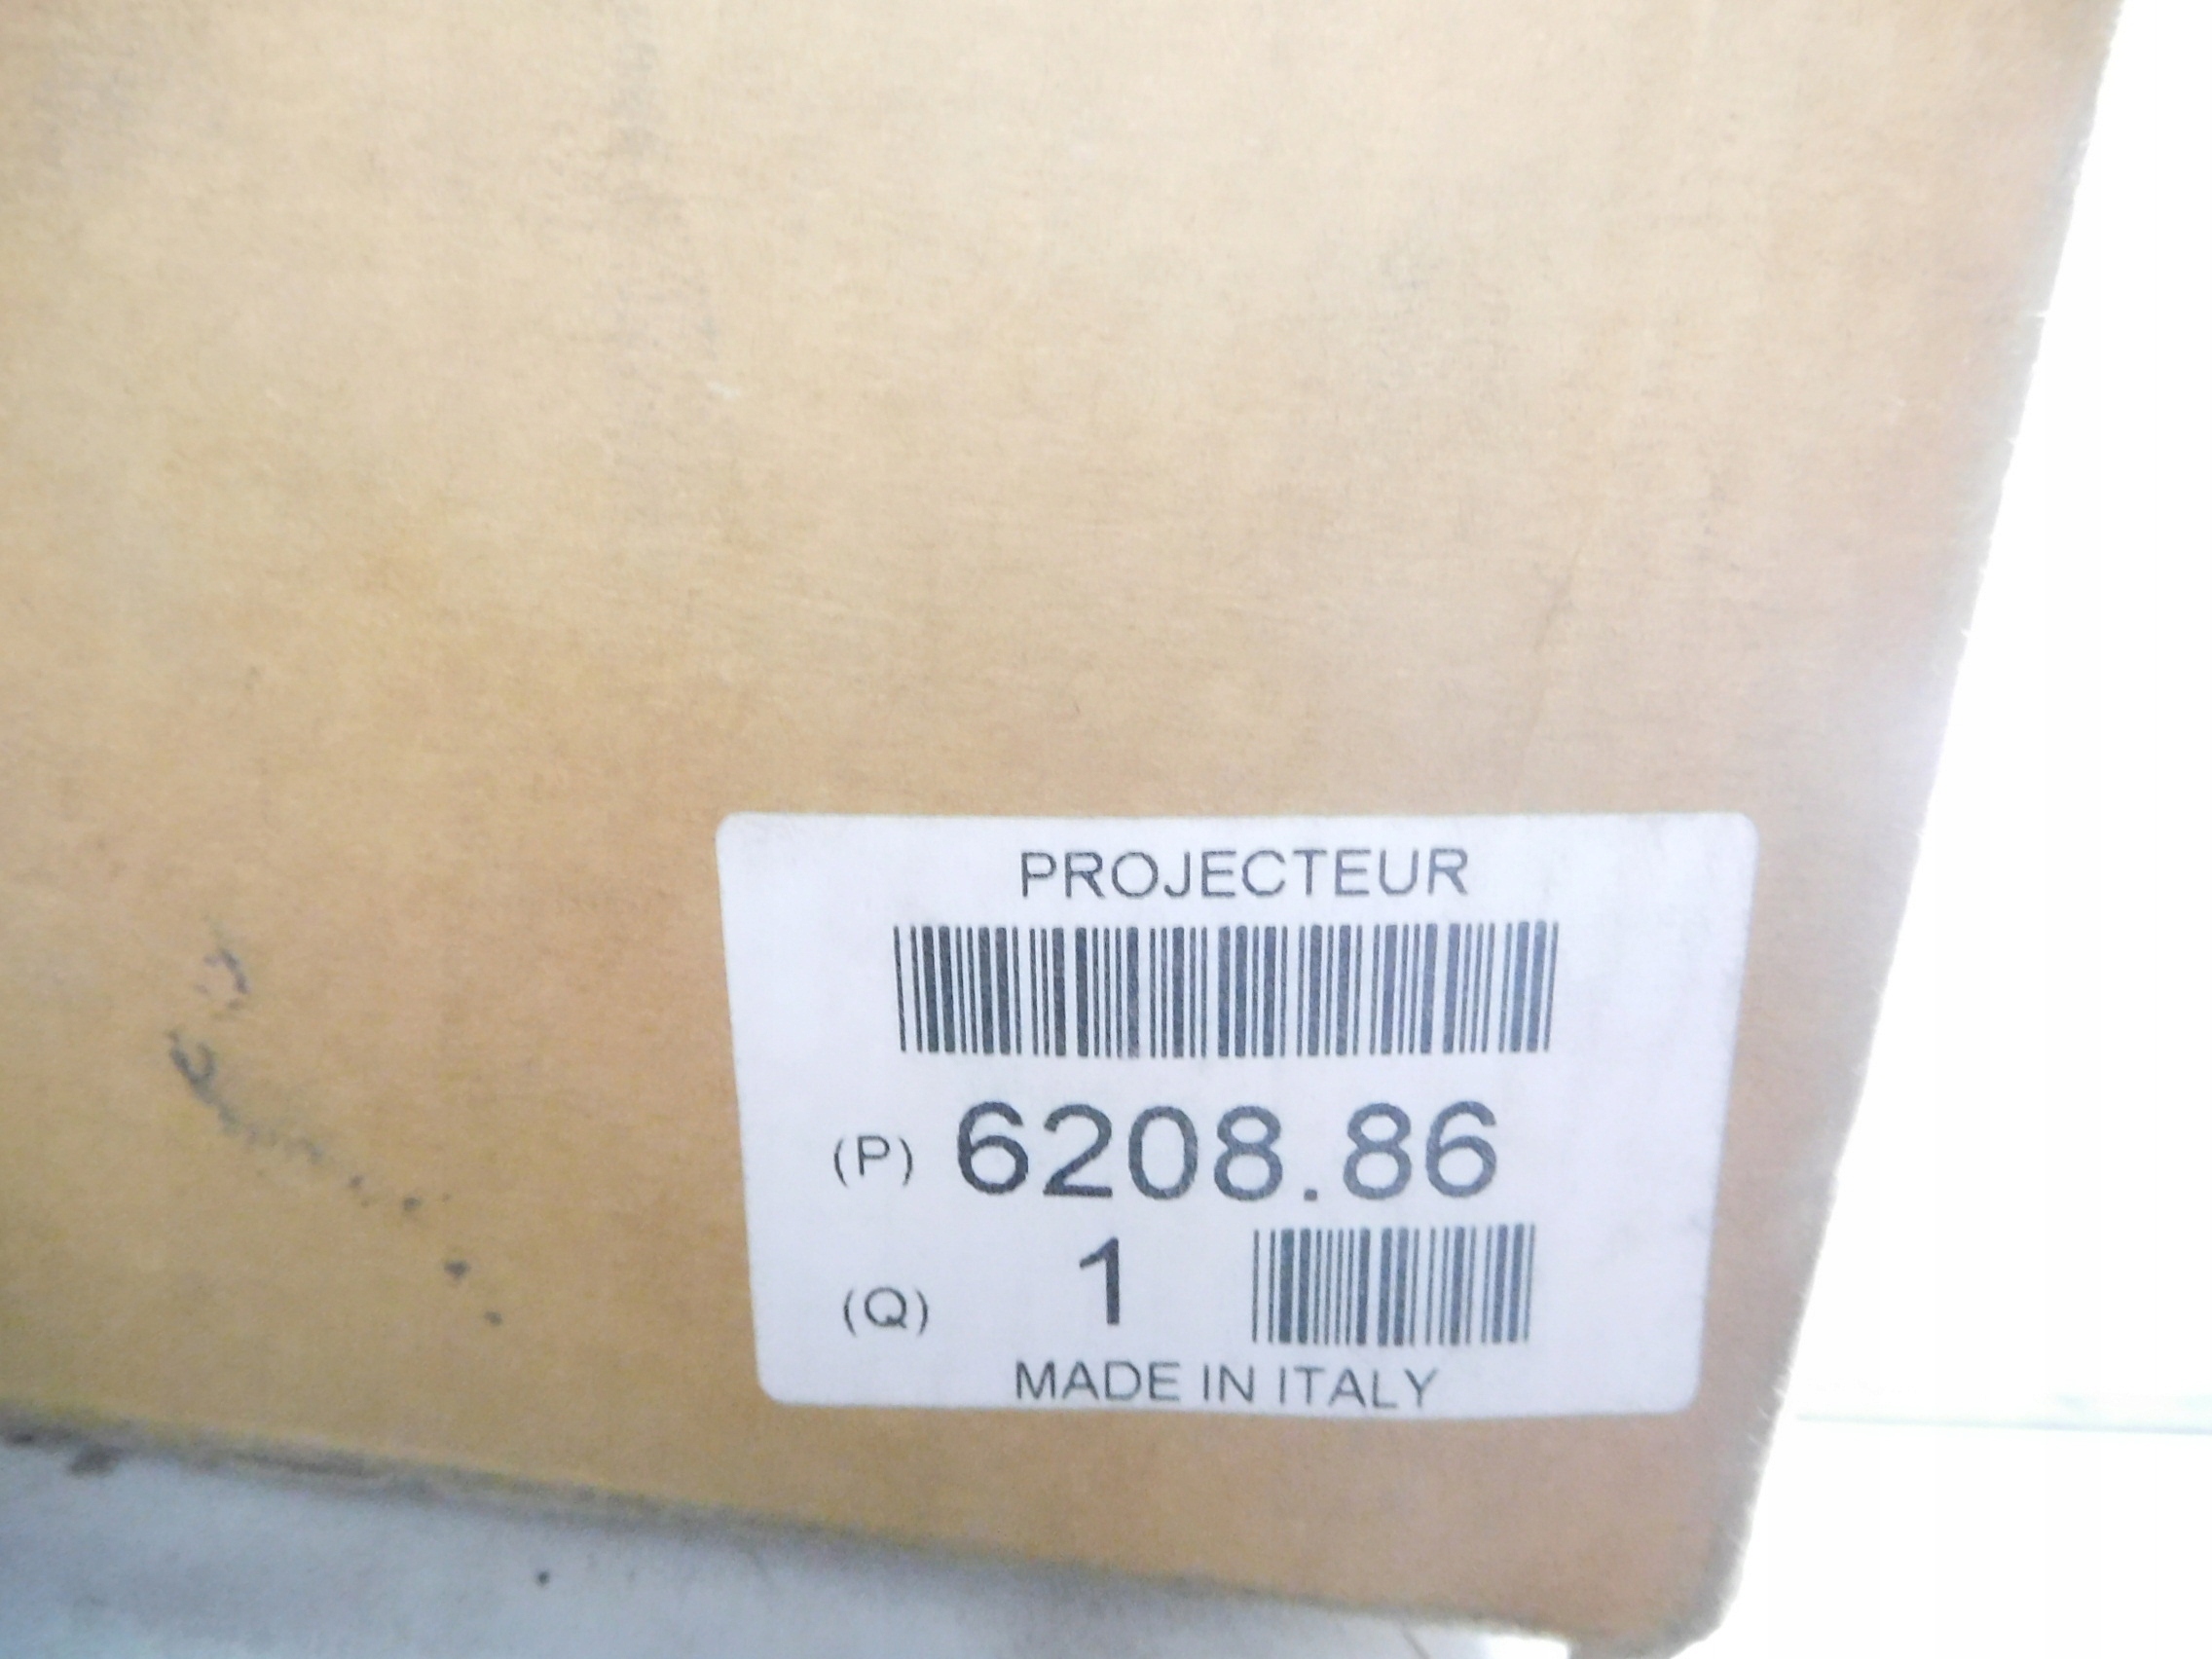 PROJECTEUR
(P) 6208.86
(Q) 1
MADE IN ITALY